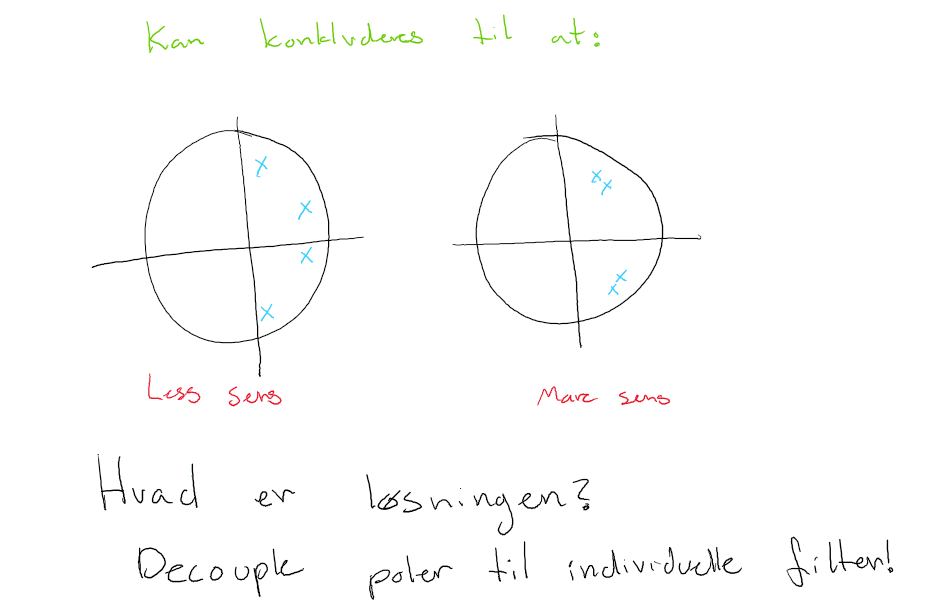 Kan konkluderes til at:
Less sens
More sens
Hvad er løsningen?
Decouple poler til individuelle filter!